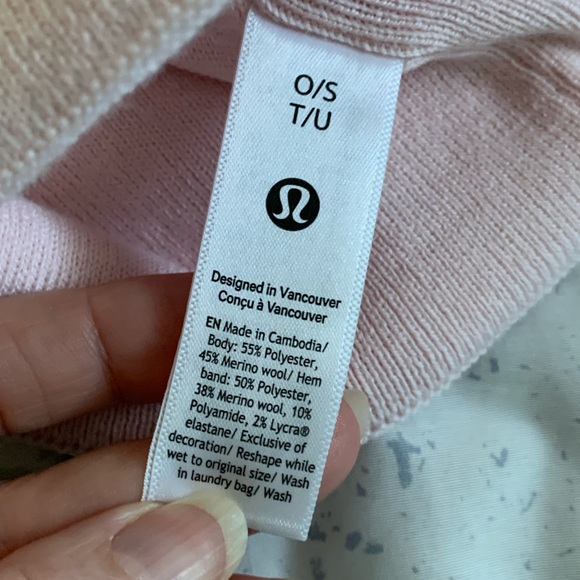 O/S
T/U
Designed in Vancouver
Conçu à Vancouver
EN Made in Cambodia/
Body: 55% Polyester,
45% Merino wool/ Hem
band: 50% Polyester,
38% Merino wool, 10%
Polyamide, 2% Lycra®
elastane/ Exclusive of
decoration/ Reshape while
wet to original size/ Wash
in laundry bag/ Wash